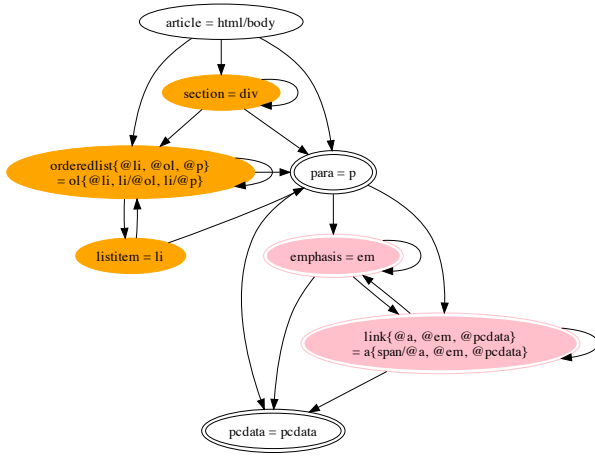 article = html/body
section = div
orderedlist{@li, @ol, @p}
= ol{@li, li/@ol, li/@p}
para = p
listitem = li
emphasis = em
link{@a, @em, @pcdata}
= a{span/@a, @em, @pcdata}
pcdata = pcdata